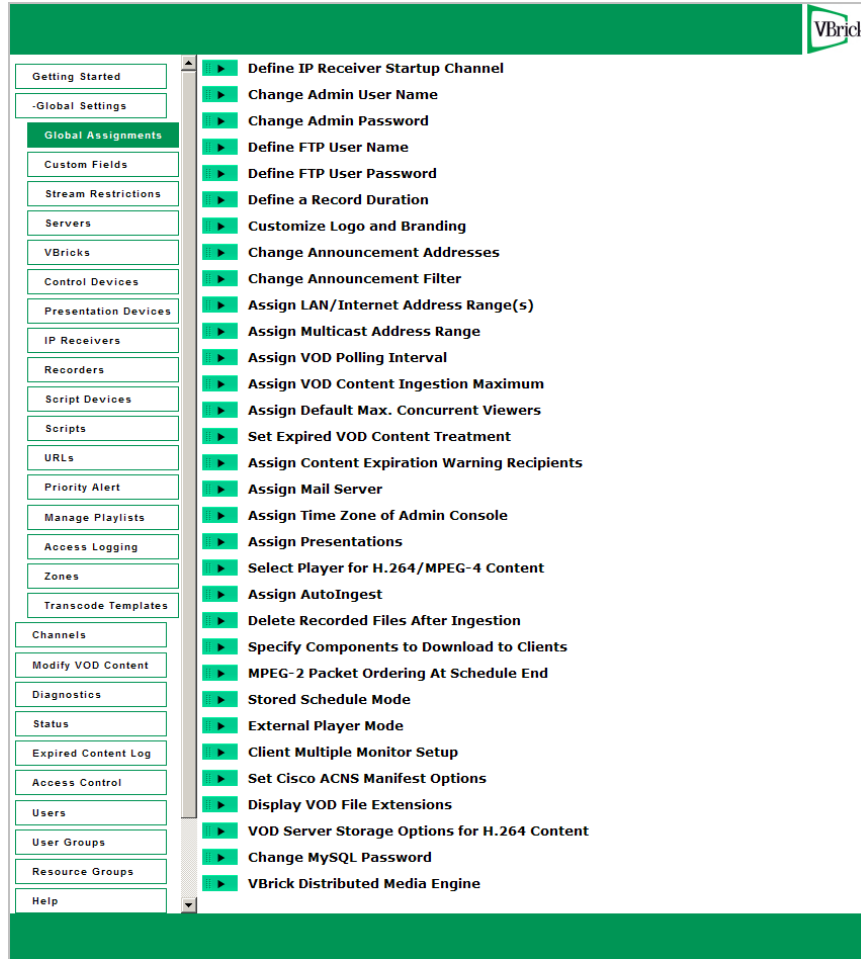 VBrick
Getting Started
-Global Settings
Global Assignments
Custom Fields
Stream Restrictions
Servers
VBricks
Control Devices
Presentation Devices
IP Receivers
Recorders
Script Devices
Scripts
URLs
Priority Alert
Manage Playlists
Access Logging
Zones
Transcode Templates
Channels
Modify VOD Content
Diagnostics
Status
Expired Content Log
Access Control
Users
User Groups
Resource Groups
Help
Define IP Receiver Startup Channel
Change Admin User Name
Change Admin Password
Define FTP User Name
Define FTP User Password
Define a Record Duration
Customize Logo and Branding
Change Announcement Addresses
Change Announcement Filter
Assign LAN/Internet Address Range(s)
Assign Multicast Address Range
Assign VOD Polling Interval
Assign VOD Content Ingestion Maximum
Assign Default Max. Concurrent Viewers
Set Expired VOD Content Treatment
Assign Content Expiration Warning Recipients
Assign Mail Server
Assign Time Zone of Admin Console
Assign Presentations
Select Player for H.264/MPEG-4 Content
Assign AutoIngest
Delete Recorded Files After Ingestion
Specify Components to Download to Clients
MPEG-2 Packet Ordering At Schedule End
Stored Schedule Mode
External Player Mode
Client Multiple Monitor Setup
Set Cisco ACNS Manifest Options
Display VOD File Extensions
VOD Server Storage Options for H.264 Content
Change MySQL Password
VBrick Distributed Media Engine